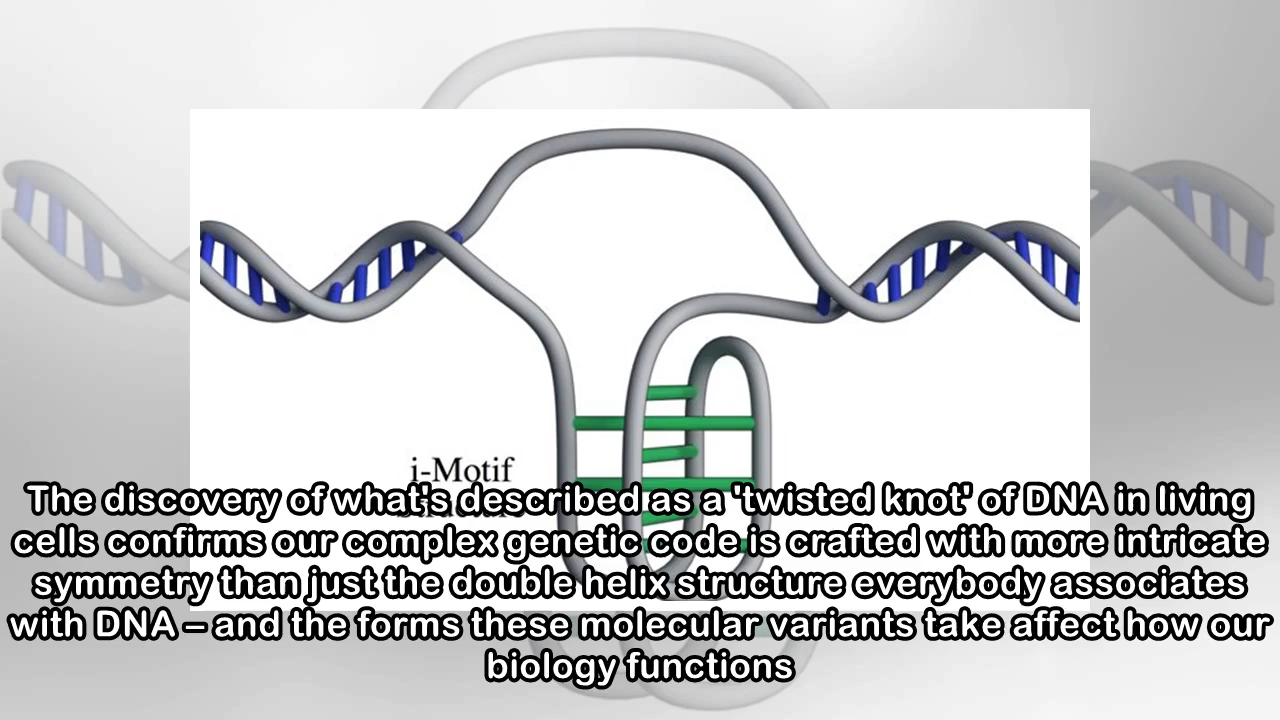 i-Motif
The discovery of what's described as a 'twisted knot' of DNA in living
cells confirms our complex genetic code is crafted with more intricate
symmetry than just the double helix structure everybody associates
with DNA – and the forms these molecular variants take affect how our
biology functions